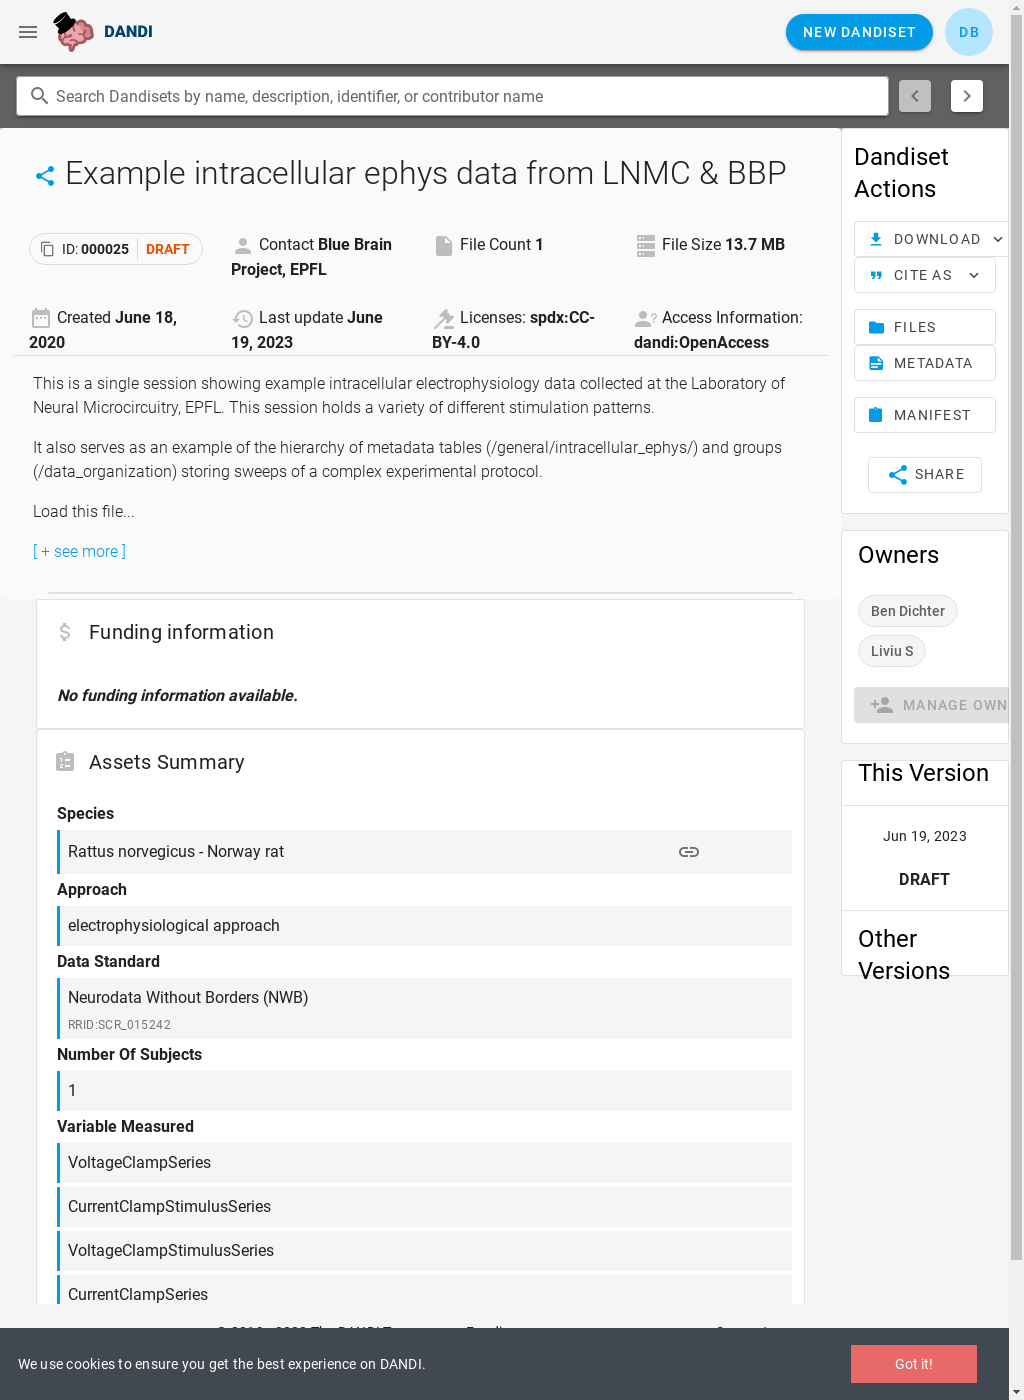 DANDI
NEW DANDISET
DB
Search Dandisets by name, description, identifier, or contributor name
Example intracellular ephys data from LNMC & BBP
ID: 000025 DRAFT
Contact Blue Brain
Project, EPFL
File Count 1
File Size 13.7 MB
Created June 18,
2020
Last update June
19, 2023
Licenses: spdx:CC-
BY-4.0
Access Information:
dandi:OpenAccess
This is a single session showing example intracellular electrophysiology data collected at the Laboratory of
Neural Microcircuitry, EPFL. This session holds a variety of different stimulation patterns.
It also serves as an example of the hierarchy of metadata tables (/general/intracellular_ephys/) and groups
(/data_organization) storing sweeps of a complex experimental protocol.
Load this file...
[ + see more ]
Funding information
No funding information available.
Assets Summary
Species
Rattus norvegicus - Norway rat
Approach
electrophysiological approach
Data Standard
Neurodata Without Borders (NWB)
RRID:SCR_015242
Number Of Subjects
1
Variable Measured
VoltageClampSeries
CurrentClampStimulusSeries
VoltageClampStimulusSeries
CurrentClampSeries
Dandiset
Actions
DOWNLOAD
CITE AS
FILES
METADATA
MANIFEST
SHARE
Owners
Ben Dichter
Liviu S
MANAGE OWN
This Version
Jun 19, 2023
DRAFT
Other
Versions
We use cookies to ensure you get the best experience on DANDI.
Got it!